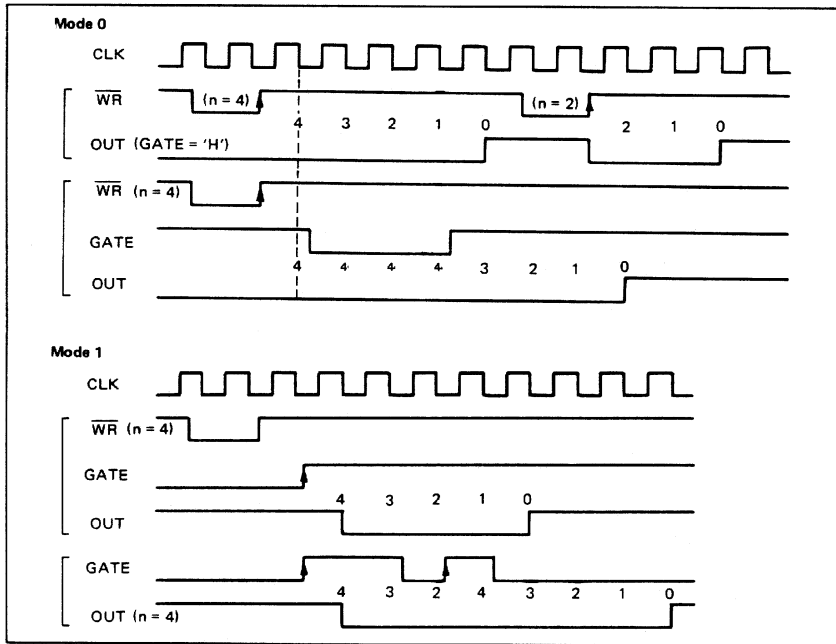 Mode 0
CLK
WR (n = 4) (n = 2)
4 3 2 1 0 2 1 0
OUT (GATE = 'H')
WR (n = 4)
GATE
4 4 4 4 3 2 1 0
OUT
Mode 1
CLK
WR (n = 4)
GATE
4 3 2 1 0
OUT
GATE
4 3 2 4 3 2 1 0
OUT (n = 4)